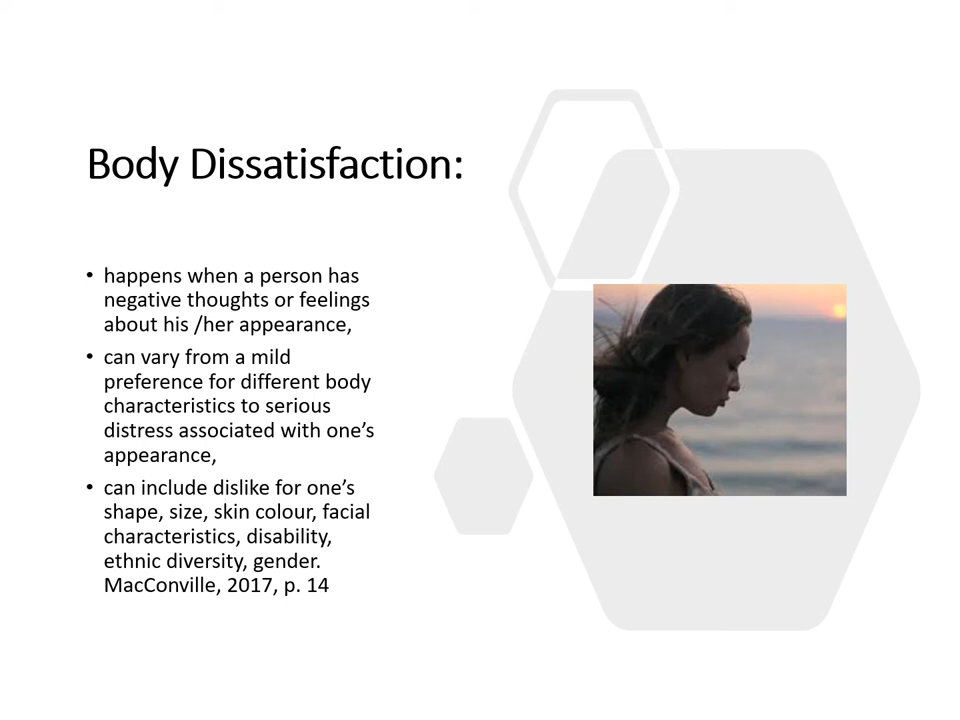 Body Dissatisfaction:
• happens when a person has
negative thoughts or feelings
about his /her appearance,
• can vary from a mild
preference for different body
characteristics to serious
distress associated with one’s
appearance,
• can include dislike for one’s
shape, size, skin colour, facial
characteristics, disability,
ethnic diversity, gender.
MacConville, 2017, p. 14